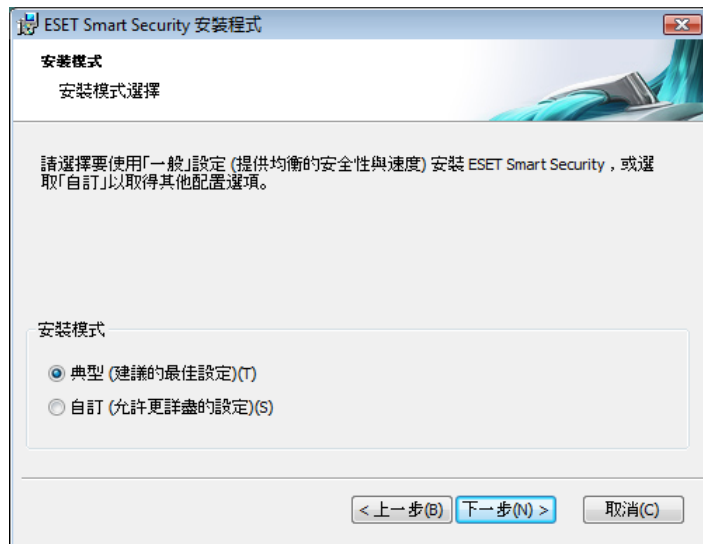 ESET Smart Security 安裝程式
安裝模式
安裝模式選擇
請選擇要使用「一般」設定 (提供均衡的安全性與速度) 安裝 ESET Smart Security，或選
取「自訂」以取得其他配置選項。
安裝模式
典型 (建議的最佳設定)(T)
自訂 (允許更詳盡的設定)(S)
< 上一步(B)
下一步(N) >
取消(C)